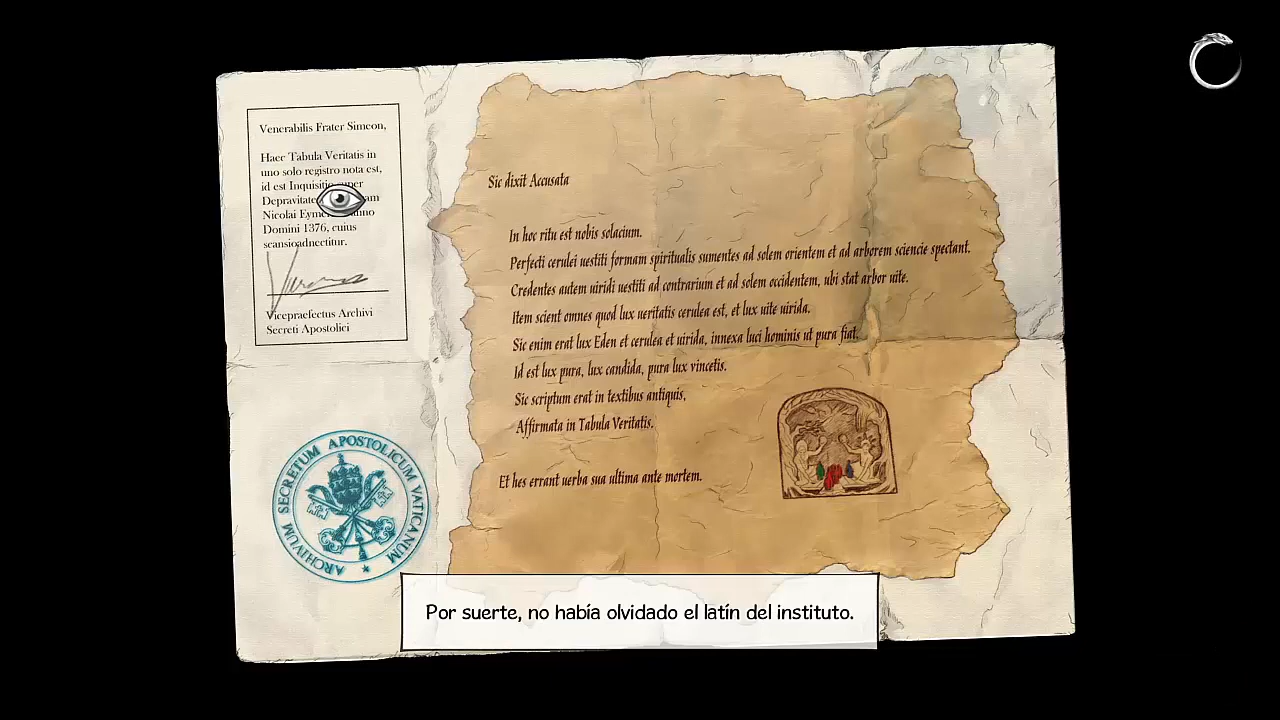 Venerabilis Frater Simeon,
Haec Tabula Veritatis in
uno solo registro nota est,
id est Inquisitio
Depravitate
Nicolai
Domini 1376, cuius
scansio adnectitur.
Vicepraefectus Archivi
Secreti Apostolici
ARCHIVUM SECRETUM APOSTOLICUM VATICANUM
Sic dixit Accusata
In hoc ritu est nobis solacium.
Perfecti cerulei uestiti formam spiritualis sumentes ad solem orientem et ad arborem sciencie spectant.
Credentes autem uiridi uestiti ad contrarium et ad solem occidentem, ubi stat arbor uite.
Item scient omnes quod lux ueritatis cerulea est, et lux uite uirida.
Sic enim erat lux Eden et cerulea et uirida, innexa luci hominis ut pura fiat.
Id est lux pura, lux candida, pura lux vincetis.
Sic scriptum erat in textibus antiquis,
Affirmata in Tabula Veritatis.
Et hes errant uerba sua ultima ante mortem.
Por suerte, no había olvidado el latín del instituto.